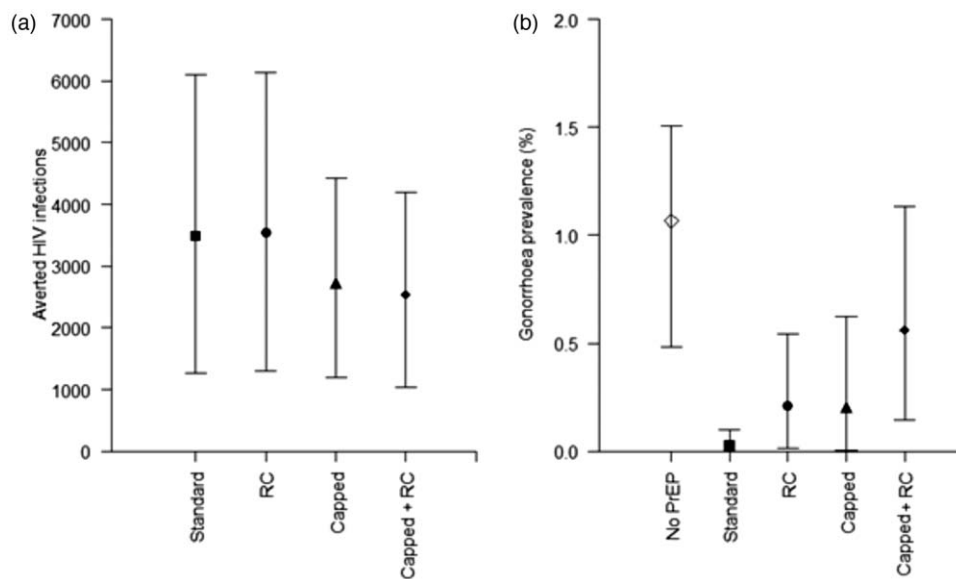 (a)
Averted HIV infections
7000
6000
5000
4000
3000
2000
1000
0
Standard
RC
Capped
Capped + RC
(b)
Gonorrhoea prevalence (%)
2.0
1.5
1.0
0.5
0.0
No PrEP
Standard
RC
Capped
Capped + RC